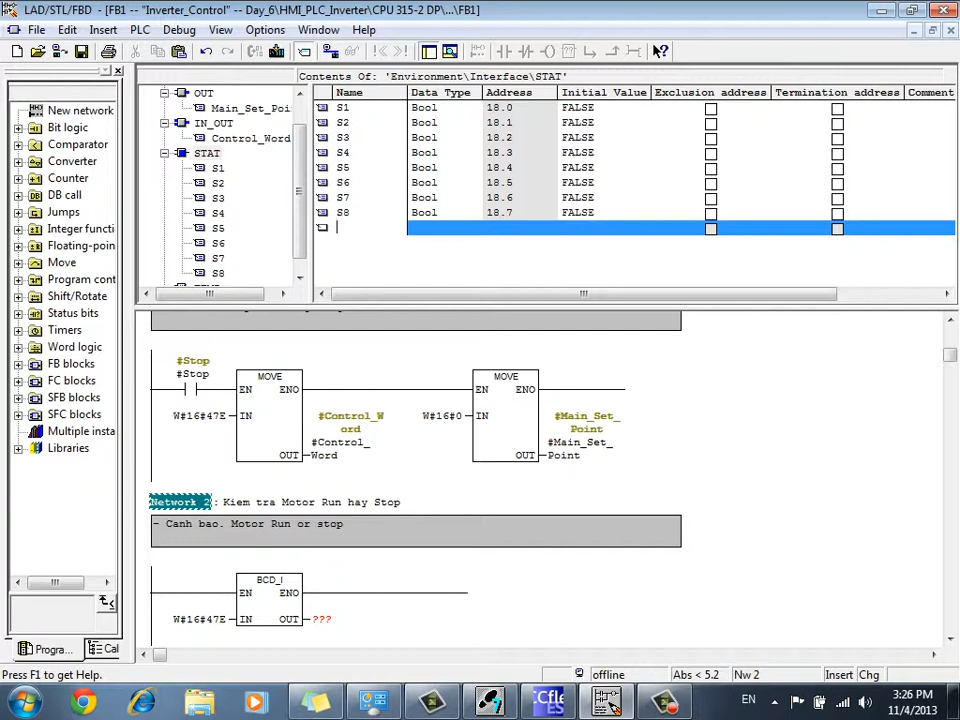 LAD/STL/FBD - [FB1 -- "Inverter_Control" -- Day_6\HMI_PLC_Inverter\CPU 315-2 DP\...\FB1]
File Edit Insert PLC Debug View Options Window Help
Contents Of: 'Environment\Interface\STAT'
New network
Bit logic
Comparator
Converter
Counter
DB call
Jumps
Integer functi
Floating-poin
Move
Program cont
Shift/Rotate
Status bits
Timers
Word logic
FB blocks
FC blocks
SFB blocks
SFC blocks
Multiple insta
Libraries
Progra... Cal
OUT
Main_Set_Poi
IN_OUT
Control_Word
STAT
S1
S2
S3
S4
S5
S6
S7
S8
Name Data Type Address Initial Value Exclusion address Termination address Comment
S1 Bool 18.0 FALSE
S2 Bool 18.1 FALSE
S3 Bool 18.2 FALSE
S4 Bool 18.3 FALSE
S5 Bool 18.4 FALSE
S6 Bool 18.5 FALSE
S7 Bool 18.6 FALSE
S8 Bool 18.7 FALSE
#Stop
#Stop
MOVE MOVE
EN ENO EN ENO
W#16#47E IN #Control_W
ord
#Control_
OUT Word
W#16#0 IN #Main_Set_
Point
#Main_Set_
OUT Point
Network 2 : Kiem tra Motor Run hay Stop
- Canh bao. Motor Run or stop
BCD_I
EN ENO
W#16#47E IN OUT ???
Press F1 to get Help. offline Abs < 5.2 Nw 2 Insert Chg
EN 3:26 PM
11/4/2013